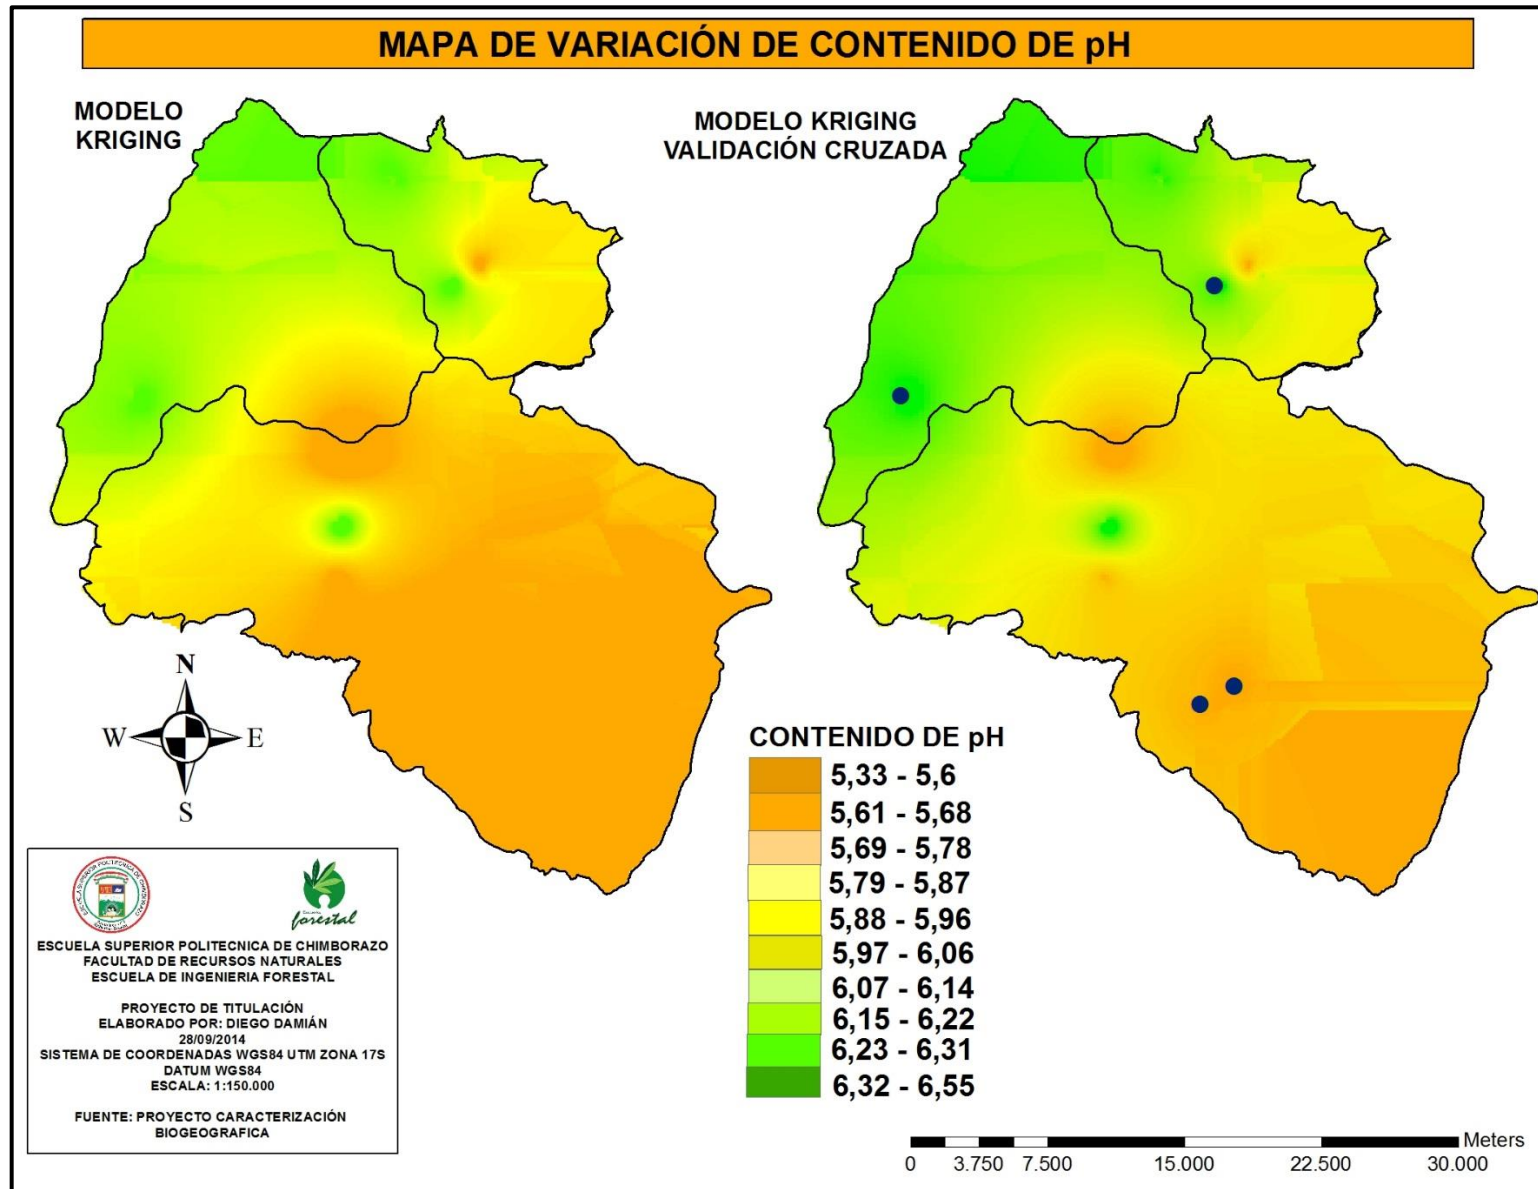 MAPA DE VARIACIÓN DE CONTENIDO DE pH
MODELO
KRIGING
MODELO KRIGING
VALIDACIÓN CRUZADA
N
W
E
S
CONTENIDO DE pH
5,33 - 5,6
5,61 - 5,68
5,69 - 5,78
5,79 - 5,87
5,88 - 5,96
5,97 - 6,06
6,07 - 6,14
6,15 - 6,22
6,23 - 6,31
6,32 - 6,55
forestal
ESCUELA SUPERIOR POLITECNICA DE CHIMBORAZO
FACULTAD DE RECURSOS NATURALES
ESCUELA DE INGENIERIA FORESTAL
PROYECTO DE TITULACIÓN
ELABORADO POR: DIEGO DAMIÁN
28/09/2014
SISTEMA DE COORDENADAS WGS84 UTM ZONA 17S
DATUM WGS84
ESCALA: 1:150.000
FUENTE: PROYECTO CARACTERIZACIÓN
BIOGEOGRAFICA
Meters
0 3.750 7.500 15.000 22.500 30.000